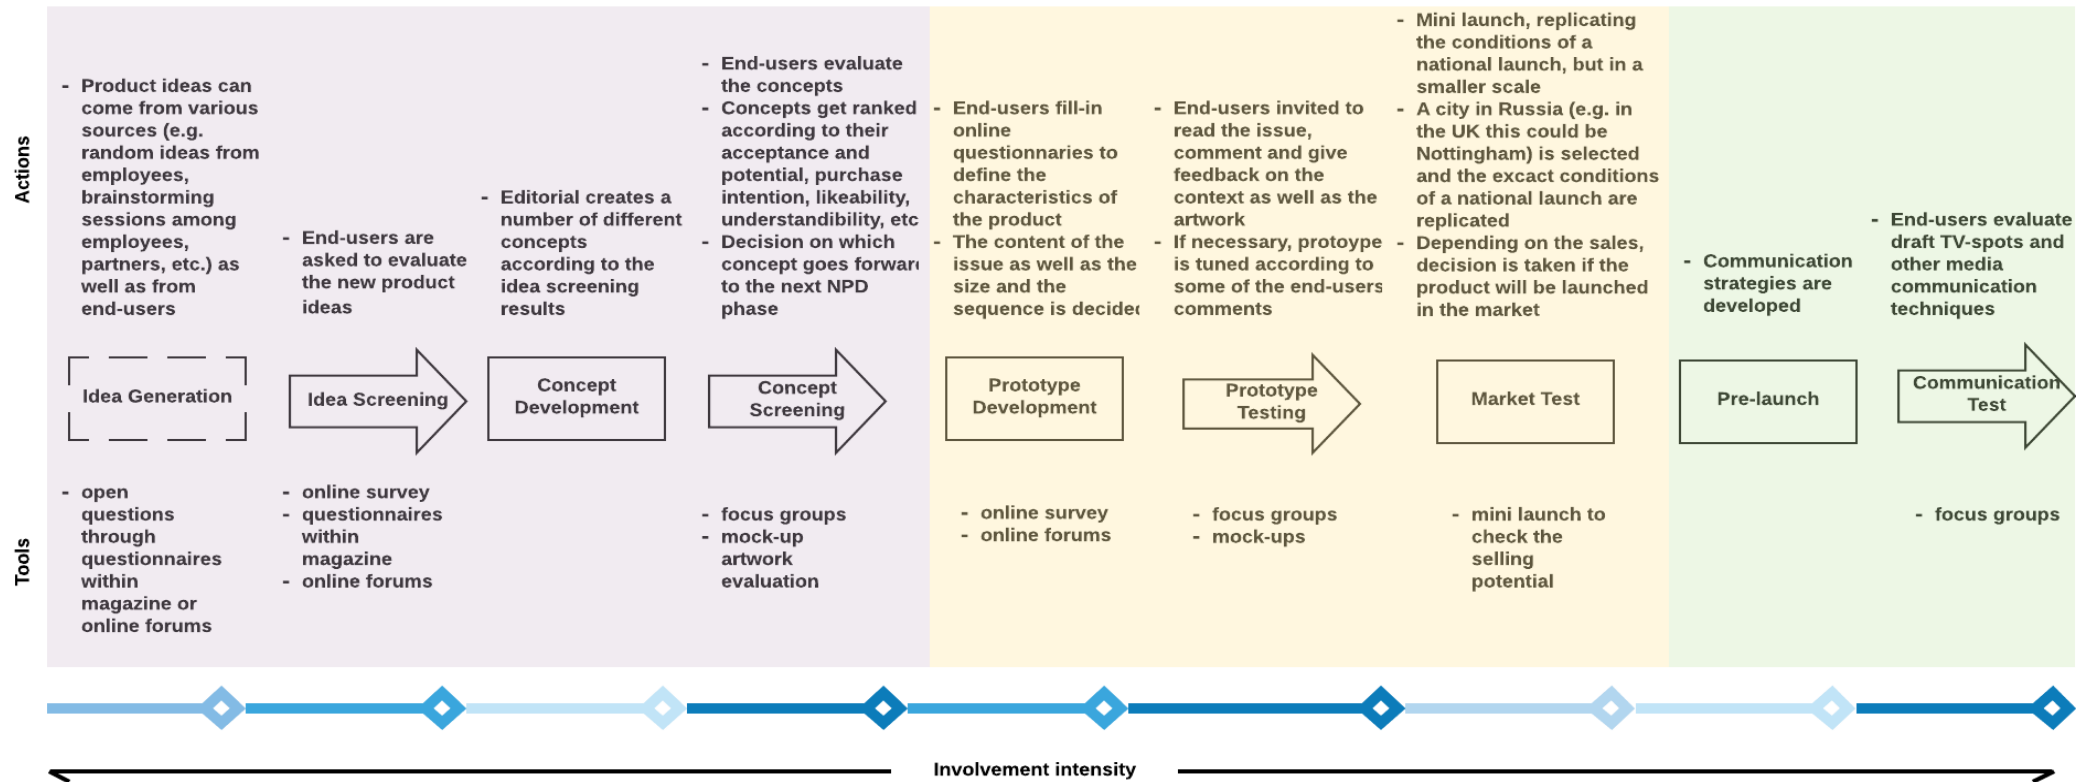 Actions
- Product ideas can
come from various
sources (e.g.
random ideas from
employees,
brainstorming
sessions among
employees,
partners, etc.) as
well as from
end-users
- End-users are
asked to evaluate
the new product
ideas
- Editorial creates a
number of different
concepts
according to the
idea screening
results
- End-users evaluate
the concepts
- Concepts get ranked
according to their
acceptance and
potential, purchase
intention, likeability,
understandibility, etc
- Decision on which
concept goes forward
to the next NPD
phase
- End-users fill-in
online
questionnaries to
define the
characteristics of
the product
- The content of the
issue as well as the
size and the
sequence is decided
- End-users invited to
read the issue,
comment and give
feedback on the
context as well as the
artwork
- If necessary, protoype
is tuned according to
some of the end-users
comments
- Mini launch, replicating
the conditions of a
national launch, but in a
smaller scale
- A city in Russia (e.g. in
the UK this could be
Nottingham) is selected
and the excact conditions
of a national launch are
replicated
- Depending on the sales,
decision is taken if the
product will be launched
in the market
- Communication
strategies are
developed
- End-users evaluate
draft TV-spots and
other media
communication
techniques
Idea Generation
Idea Screening
Concept
Development
Concept
Screening
Prototype
Development
Prototype
Testing
Market Test
Pre-launch
Communication
Test
Tools
- open
questions
through
questionnaires
within
magazine or
online forums
- online survey
- questionnaires
within
magazine
- online forums
- focus groups
- mock-up
artwork
evaluation
- online survey
- online forums
- focus groups
- mock-ups
- mini launch to
check the
selling
potential
- focus groups
Involvement intensity